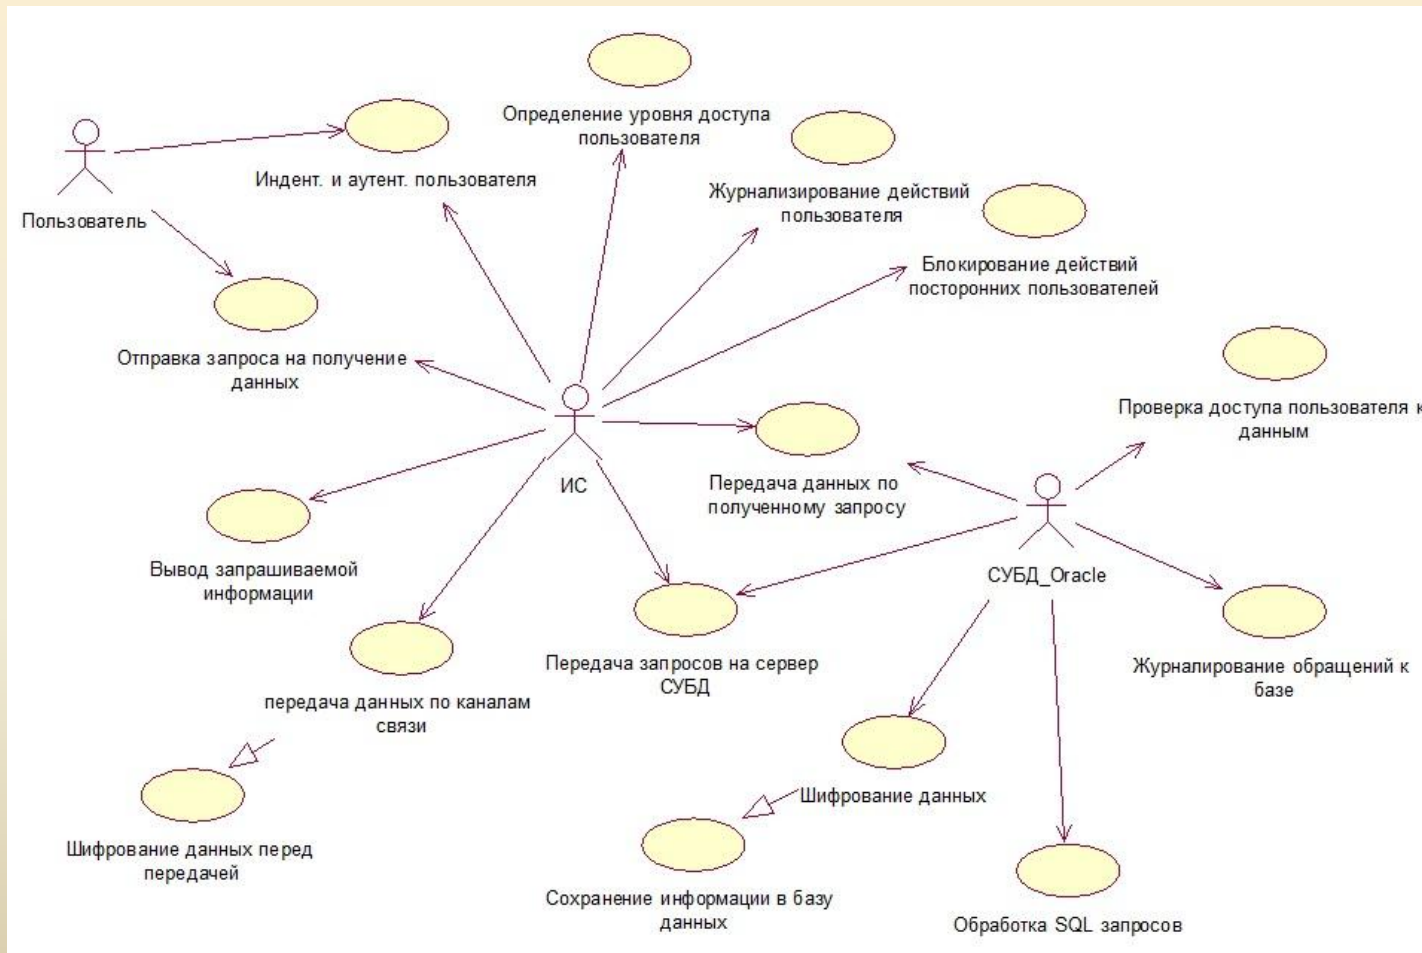 Определение уровня доступа
пользователя
Индент. и аутент. пользователя
Журнализирование действий
пользователя
Пользователь
Блокирование действий
посторонних пользователей
Отправка запроса на получение
данных
Проверка доступа пользователя к
данным
ИС
Передача данных по
полученному запросу
СУБД_Oracle
Вывод запрашиваемой
информации
Передача запросов на сервер
СУБД
Журналирование обращений к
базе
передача данных по каналам
связи
Шифрование данных
Шифрование данных перед
передачей
Сохранение информации в базу
данных
Обработка SQL запросов